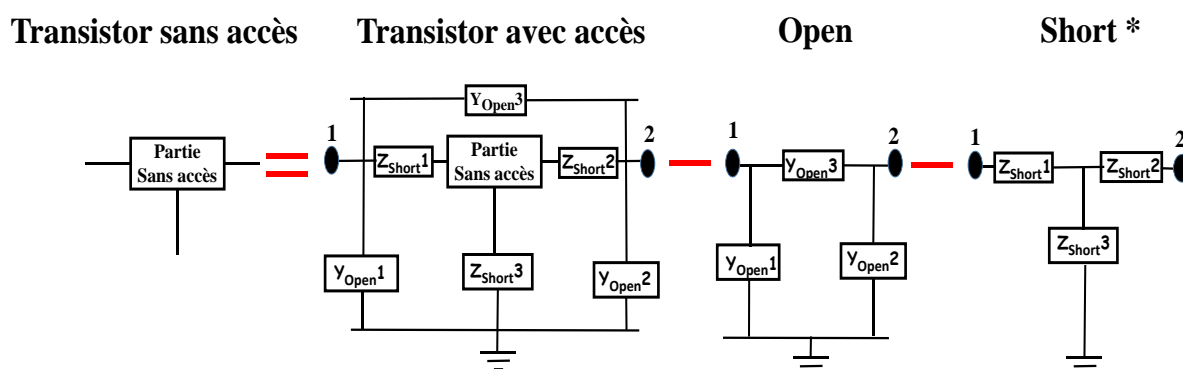 Transistor sans accès
Transistor avec accès
Open
Short *
Partie
Sans accès
1
YOpen3
ZShort1
Partie
Sans accès
ZShort2
2
YOpen1
ZShort3
YOpen2
1
YOpen3
2
YOpen1
YOpen2
1
ZShort1
ZShort2
2
ZShort3